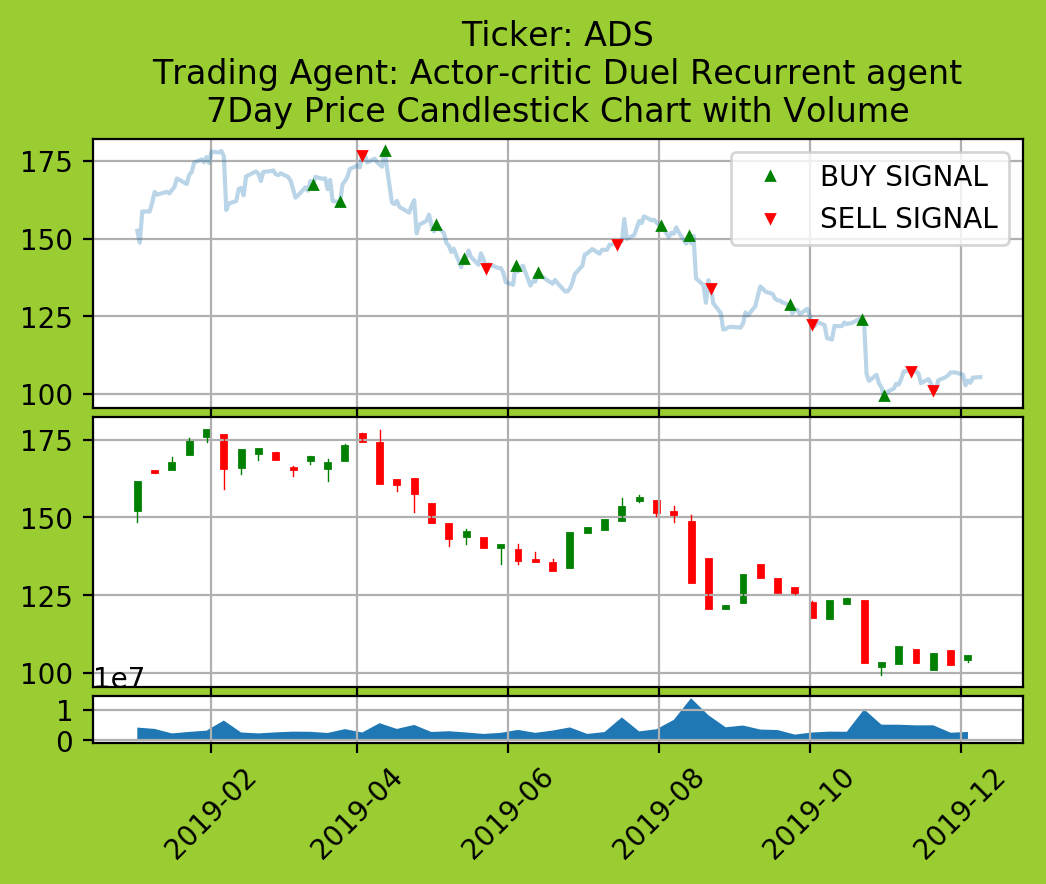 Ticker: ADS
Trading Agent: Actor-critic Duel Recurrent agent
7Day Price Candlestick Chart with Volume
175
150
125
100
BUY SIGNAL
SELL SIGNAL
175
150
125
100
1e7
1
0
2019-02
2019-04
2019-06
2019-08
2019-10
2019-12